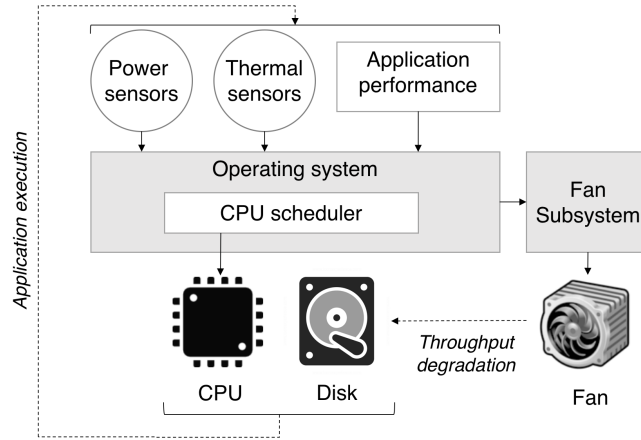 Power
sensors
Thermal
sensors
Application
performance
Operating system
CPU scheduler
Fan
Subsystem
Application execution
Throughput
degradation
CPU
Disk
Fan